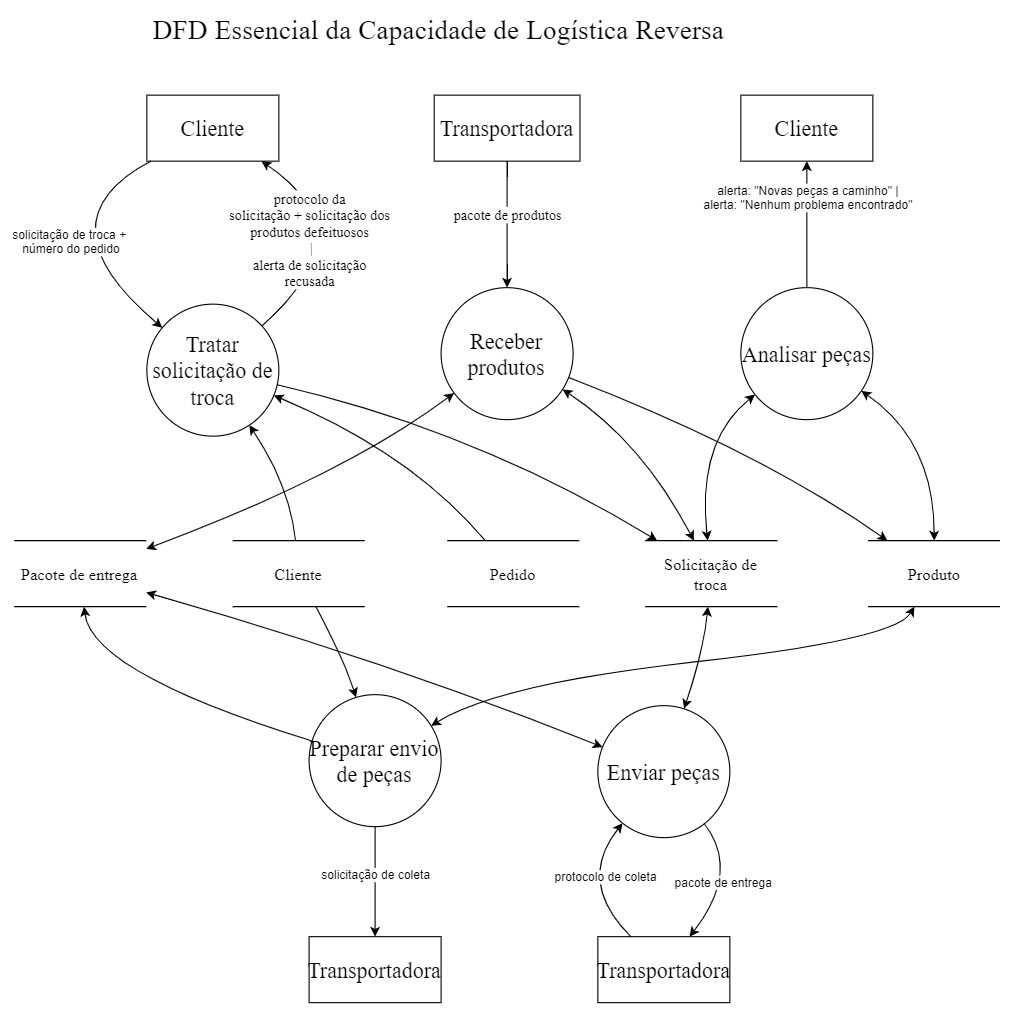 DFD Essencial da Capacidade de Logística Reversa
Cliente
Transportadora
Cliente
solicitação de troca +
número do pedido
protocolo da
solicitação + solicitação dos
produtos defeituosos
|
alerta de solicitação
recusada
pacote de produtos
alerta: "Novas peças a caminho" |
alerta: "Nenhum problema encontrado"
Tratar
solicitação de
troca
Receber
produtos
Analisar peças
Pacote de entrega
Cliente
Pedido
Solicitação de
troca
Produto
Preparar envio
de peças
Enviar peças
solicitação de coleta
protocolo de coleta
pacote de entrega
Transportadora
Transportadora